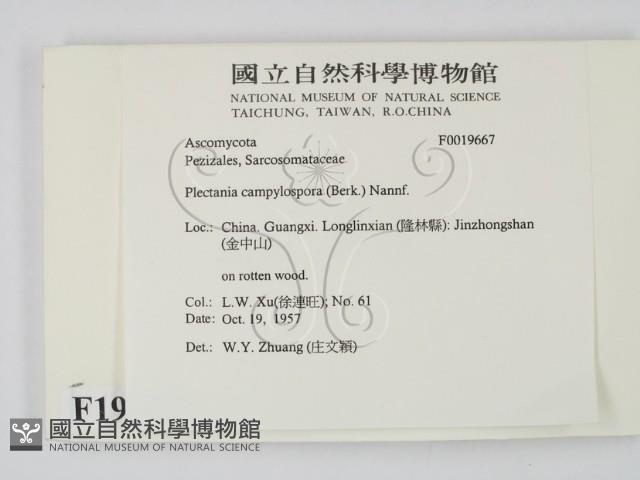 國立自然科學博物館
NATIONAL MUSEUM OF NATURAL SCIENCE
TAICHUNG, TAIWAN, R.O.CHINA
Ascomycota F0019667
Pezizales, Sarcosomataceae
Plectania campylospora (Berk.) Nannf.
Loc.: China. Guangxi. Longlinxian (隆林縣): Jinzhongshan
(金中山)
on rotten wood.
Col.: L.W. Xu(徐連旺); No. 61
Date: Oct. 19, 1957
Det.: W.Y. Zhuang (庄文穎)
F19
國立自然科學博物館
NATIONAL MUSEUM OF NATURAL SCIENCE